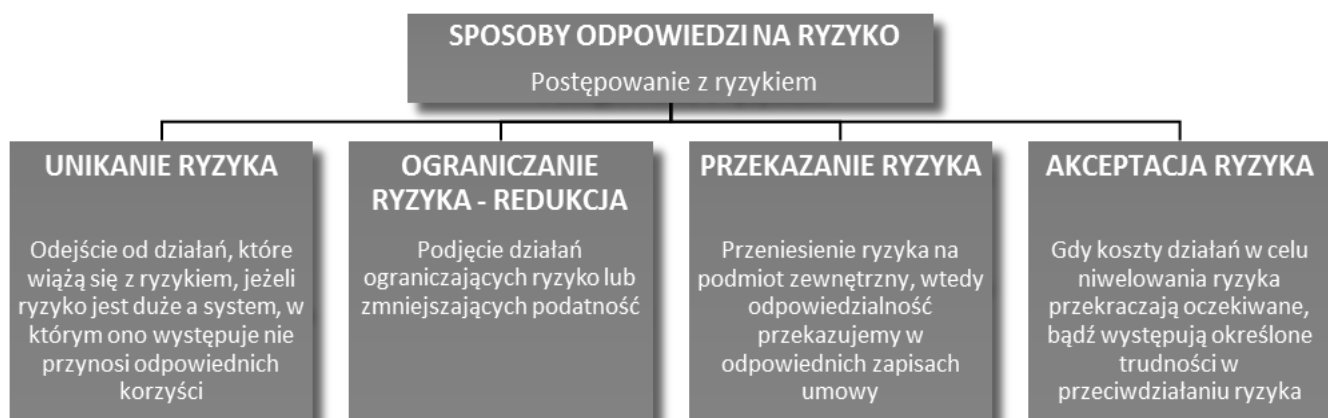 SPOSOBY ODPOWIEDZI NA RYZYKO
Postępowanie z ryzykiem
UNIKANIE RYZYKA
Odejście od działań, które
wiążą się z ryzykiem, jeżeli
ryzyko jest duże a system, w
którym ono występuje nie
przynosi odpowiednich
korzyści
OGRANICZANIE
RYZYKA - REDUKCJA
Podjęcie działań
ograniczających ryzyko lub
zmniejszających podatność
PRZEKAZANIE RYZYKA
Przeniesienie ryzyka na
podmiot zewnętrzny, wtedy
odpowiedzialność
przekazujemy w
odpowiednich zapisach
umowy
AKCEPTACJA RYZYKA
Gdy koszty działań w celu
niwelowania ryzyka
przekraczają oczekiwane,
bądź występują określone
trudności w
przeciwdziałaniu ryzyka